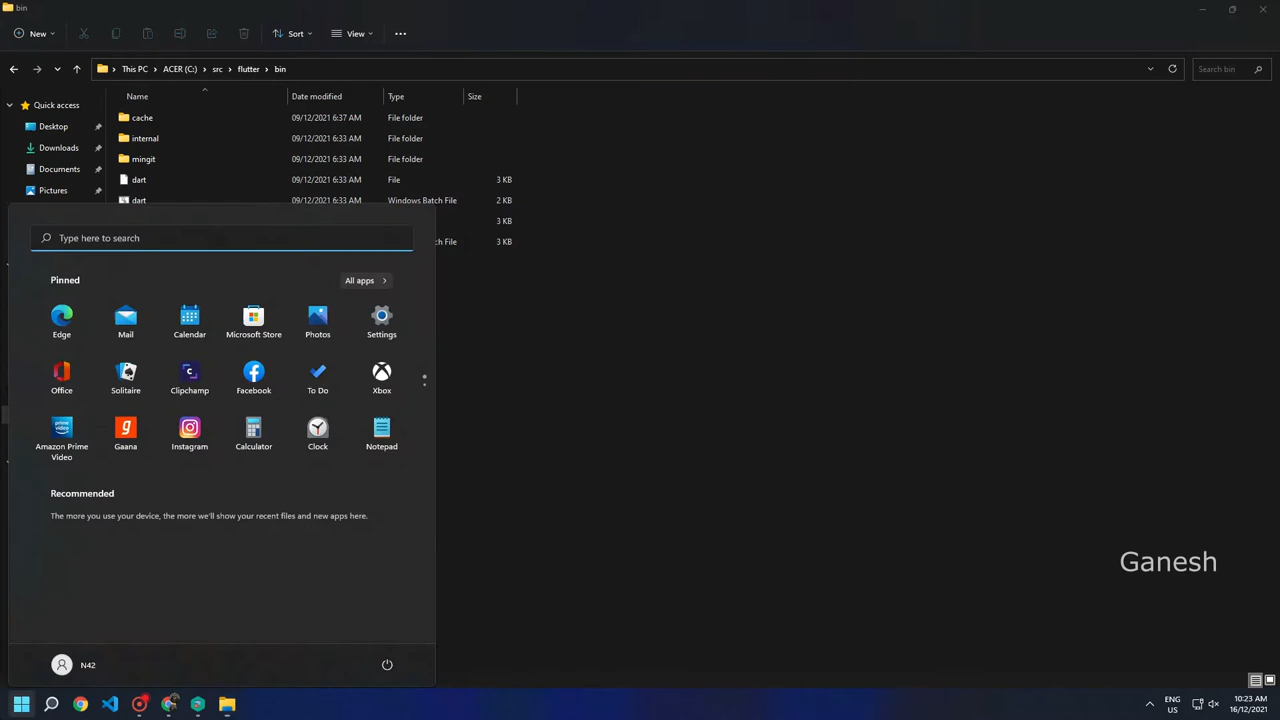 bin
New
Sort
View
This PC
ACER (C:)
src
flutter
bin
Search bin
Name
Date modified
Type
Size
Quick access
Desktop
Downloads
Documents
Pictures
cache 09/12/2021 6:37 AM File folder
internal 09/12/2021 6:33 AM File folder
mingit 09/12/2021 6:33 AM File folder
dart 09/12/2021 6:33 AM File 3 KB
dart 09/12/2021 6:33 AM Windows Batch File 2 KB
3 KB
ch File 3 KB
Type here to search
Pinned
All apps
Edge
Mail
Calendar
Microsoft Store
Photos
Settings
Office
Solitaire
Clipchamp
Facebook
To Do
Xbox
Amazon Prime
Video
Gaana
Instagram
Calculator
Clock
Notepad
Recommended
The more you use your device, the more we'll show your recent files and new apps here.
Ganesh
N42
ENG
US
10:23 AM
16/12/2021